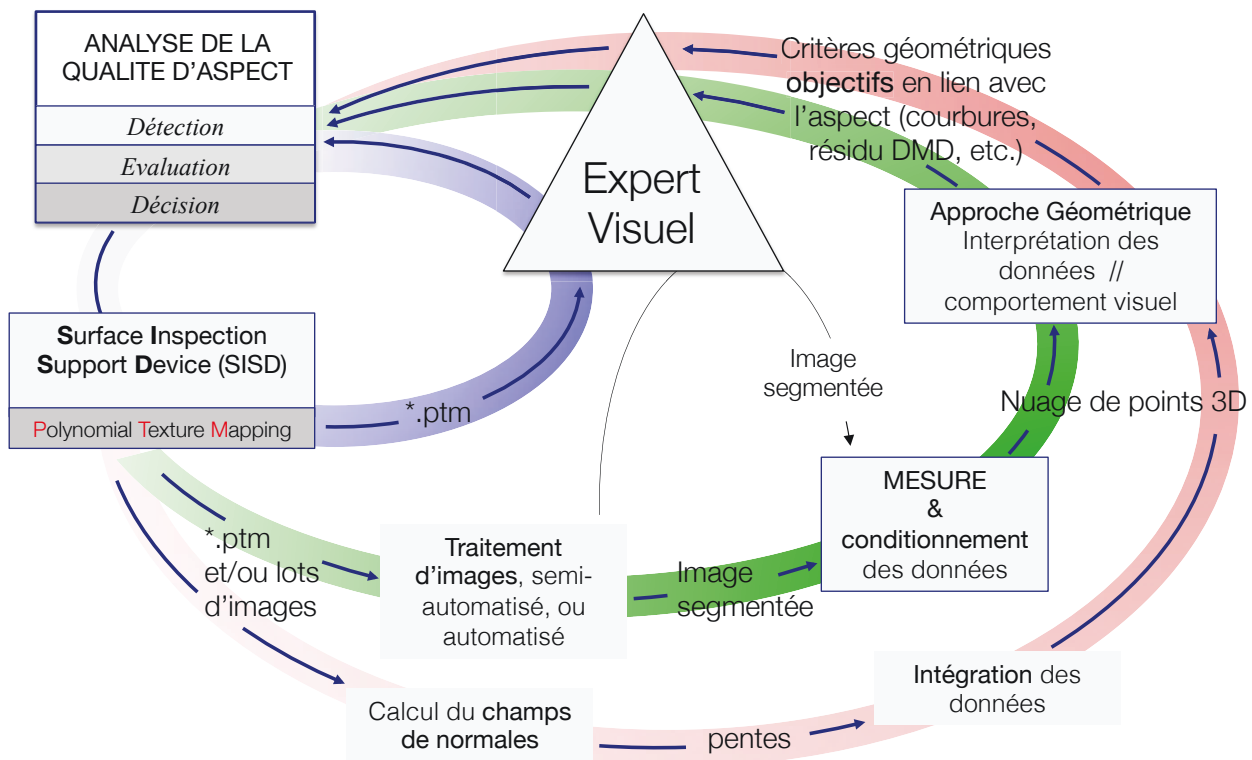 ANALYSE DE LA
QUALITE D'ASPECT
Détection
Evaluation
Décision
Expert
Visuel
Critères géométriques
objectifs en lien avec
l'aspect (courbures,
résidu DMD, etc.)
Approche Géométrique
Interprétation des
données //
comportement visuel
Surface Inspection
Support Device (SISD)
Polynomial Texture Mapping
*.ptm
Image
segmentée
Nuage de points 3D
MESURE
&
conditionnement
des données
*.ptm
et/ou lots
d'images
Traitement
d'images, semi-
automatisé, ou
automatisé
Image
segmentée
Intégration des
données
Calcul du champs
de normales
pentes